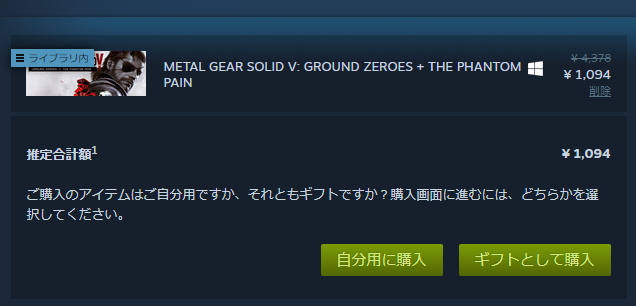 ライブラリ内
METAL GEAR SOLID V: GROUND ZEROES + THE PHANTOM
PAIN
¥ 4,378
¥ 1,094
削除
推定合計額1
¥ 1,094
ご購入のアイテムはご自分用ですか、それともギフトですか?購入画面に進むには、どちらかを選
択してください。
自分用に購入
ギフトとして購入